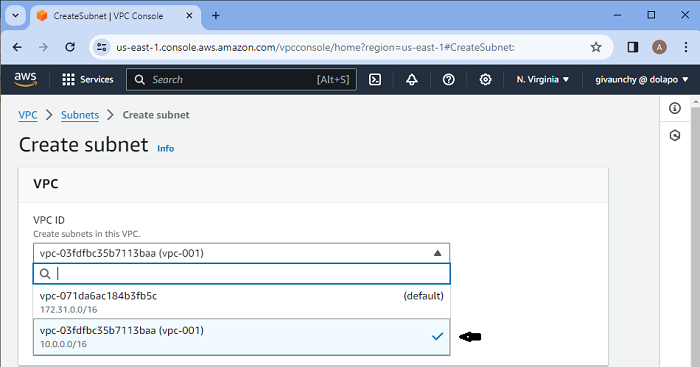 CreateSubnet | VPC Console
us-east-1.console.aws.amazon.com/vpcconsole/home?region=us-east-1#CreateSubnet:
A
aws Services Search [Alt+S] N. Virginia givaunchy @ dolapo
VPC > Subnets > Create subnet
Create subnet Info
VPC
VPC ID
Create subnets in this VPC.
vpc-03fdfbc35b7113baa (vpc-001)
vpc-071da6ac184b3fb5c (default)
172.31.0.0/16
vpc-03fdfbc35b7113baa (vpc-001)
10.0.0.0/16